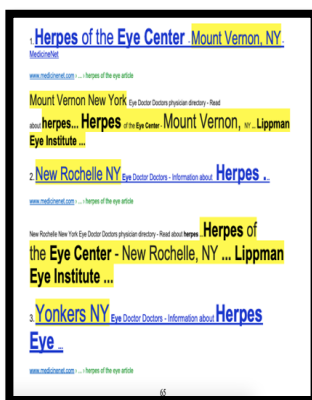 1. Herpes of the Eye Center - Mount Vernon, NY -
MedicineNet
www.medicinenet.com › ... › herpes of the eye article
Mount Vernon New York Eye Doctor Doctors physician directory - Read
about herpes... Herpes of the Eye Center - Mount Vernon, NY ... Lippman
Eye Institute ...
2. New Rochelle NY Eye Doctor Doctors - Information about Herpes ...
www.medicinenet.com › ... › herpes of the eye article
New Rochelle New York Eye Doctor Doctors physician directory - Read about herpes ... Herpes of
the Eye Center - New Rochelle, NY ... Lippman
Eye Institute ...
3. Yonkers NY Eye Doctor Doctors - Information about Herpes
Eye ...
www.medicinenet.com › ... › herpes of the eye article
65